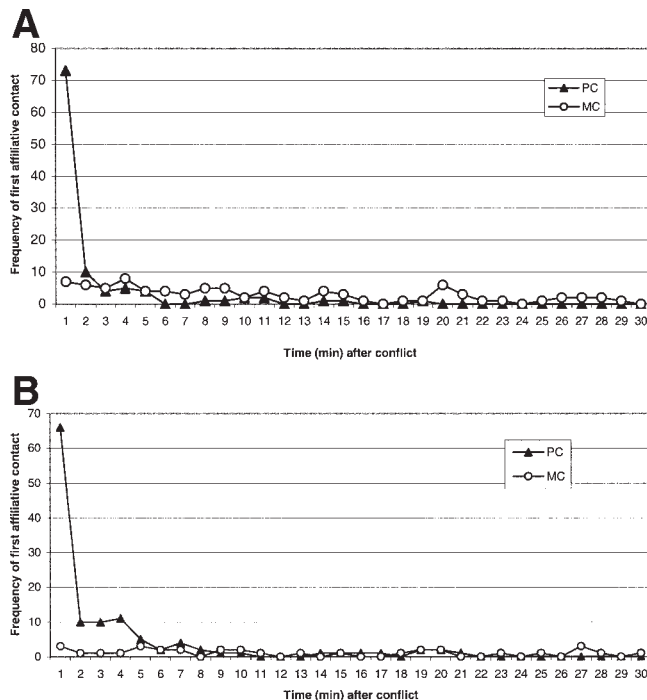 A
80
70
60
50
40
30
20
10
0
Frequency of first affiliative contact
PC
MC
1 2 3 4 5 6 7 8 9 10 11 12 13 14 15 16 17 18 19 20 21 22 23 24 25 26 27 28 29 30
Time (min) after conflict
B
70
60
50
40
30
20
10
0
Frequency of first affiliative contact
PC
MC
1 2 3 4 5 6 7 8 9 10 11 12 13 14 15 16 17 18 19 20 21 22 23 24 25 26 27 28 29 30
Time (min) after conflict